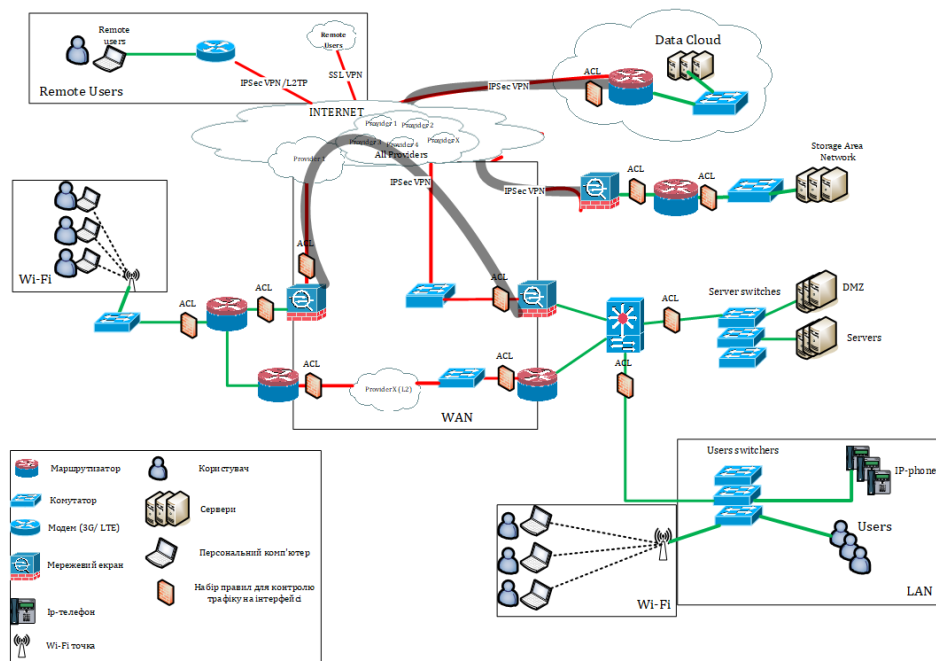 Remote
users
Remote
Users
SSL VPN
IPSec VPN/L2TP
Remote Users
INTERNET
Provider 1
Provider 2
Provider 3
Provider 4
ProviderX
All Providers
Provider 1
Data Cloud
ACL
IPSec VPN
IPSec VPN
IPSec VPN
ACL
ACL
Storage Area
Network
Wi-Fi
ACL
ACL
ACL
ACL
ACL
Server switches
DMZ
Servers
ACL
ACL
ProviderX (L2)
ACL
WAN
Users switchers
IP-phone
Users
LAN
Wi-Fi
Маршрутизатор
Користувач
Комутатор
Сервери
Модем (3G/ LTE)
Персональний комп'ютер
Мережевий екран
Набір правил для контролю
трафіку на інтерфейсі
Ip-телефон
Wi-Fi точка